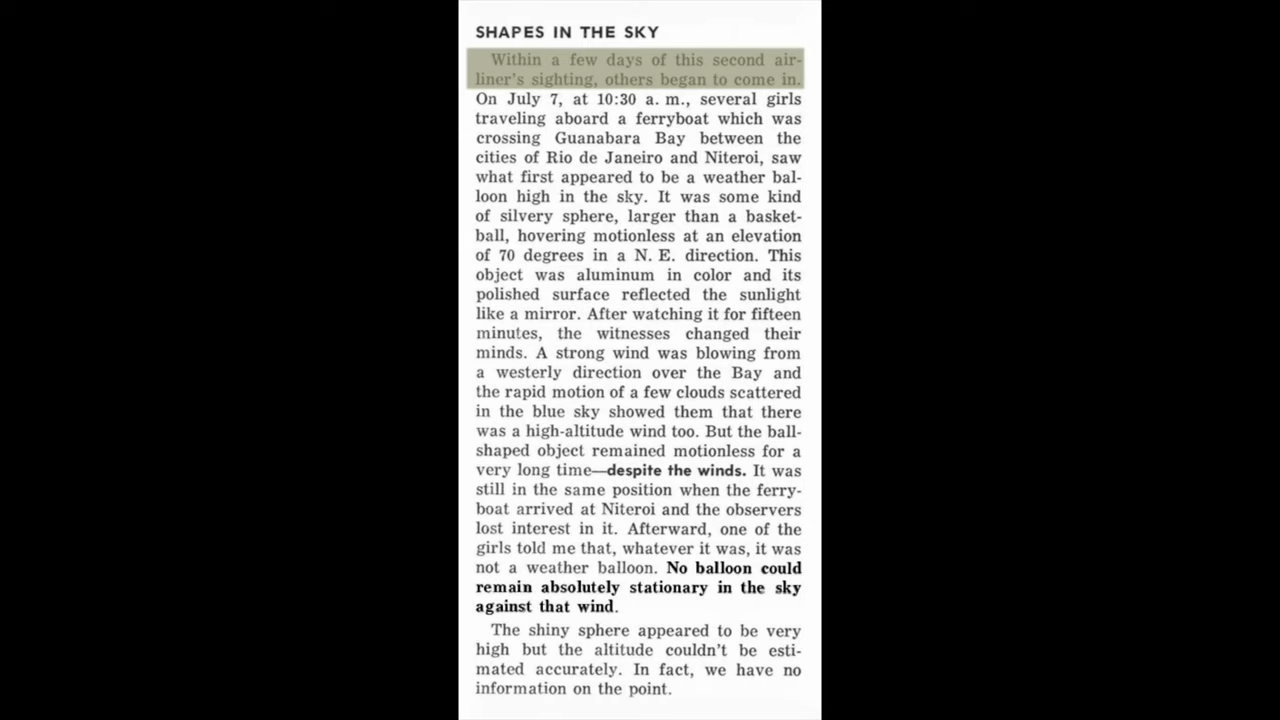 SHAPES IN THE SKY
Within a few days of this second air-
liner's sighting, others began to come in.
On July 7, at 10:30 a. m., several girls
traveling aboard a ferryboat which was
crossing Guanabara Bay between the
cities of Rio de Janeiro and Niteroi, saw
what first appeared to be a weather bal-
loon high in the sky. It was some kind
of silvery sphere, larger than a basket-
ball, hovering motionless at an elevation
of 70 degrees in a N. E. direction. This
object was aluminum in color and its
polished surface reflected the sunlight
like a mirror. After watching it for fifteen
minutes, the witnesses changed their
minds. A strong wind was blowing from
a westerly direction over the Bay and
the rapid motion of a few clouds scattered
in the blue sky showed them that there
was a high-altitude wind too. But the ball-
shaped object remained motionless for a
very long time—despite the winds. It was
still in the same position when the ferry-
boat arrived at Niteroi and the observers
lost interest in it. Afterward, one of the
girls told me that, whatever it was, it was
not a weather balloon. No balloon could
remain absolutely stationary in the sky
against that wind.
The shiny sphere appeared to be very
high but the altitude couldn't be esti-
mated accurately. In fact, we have no
information on the point.